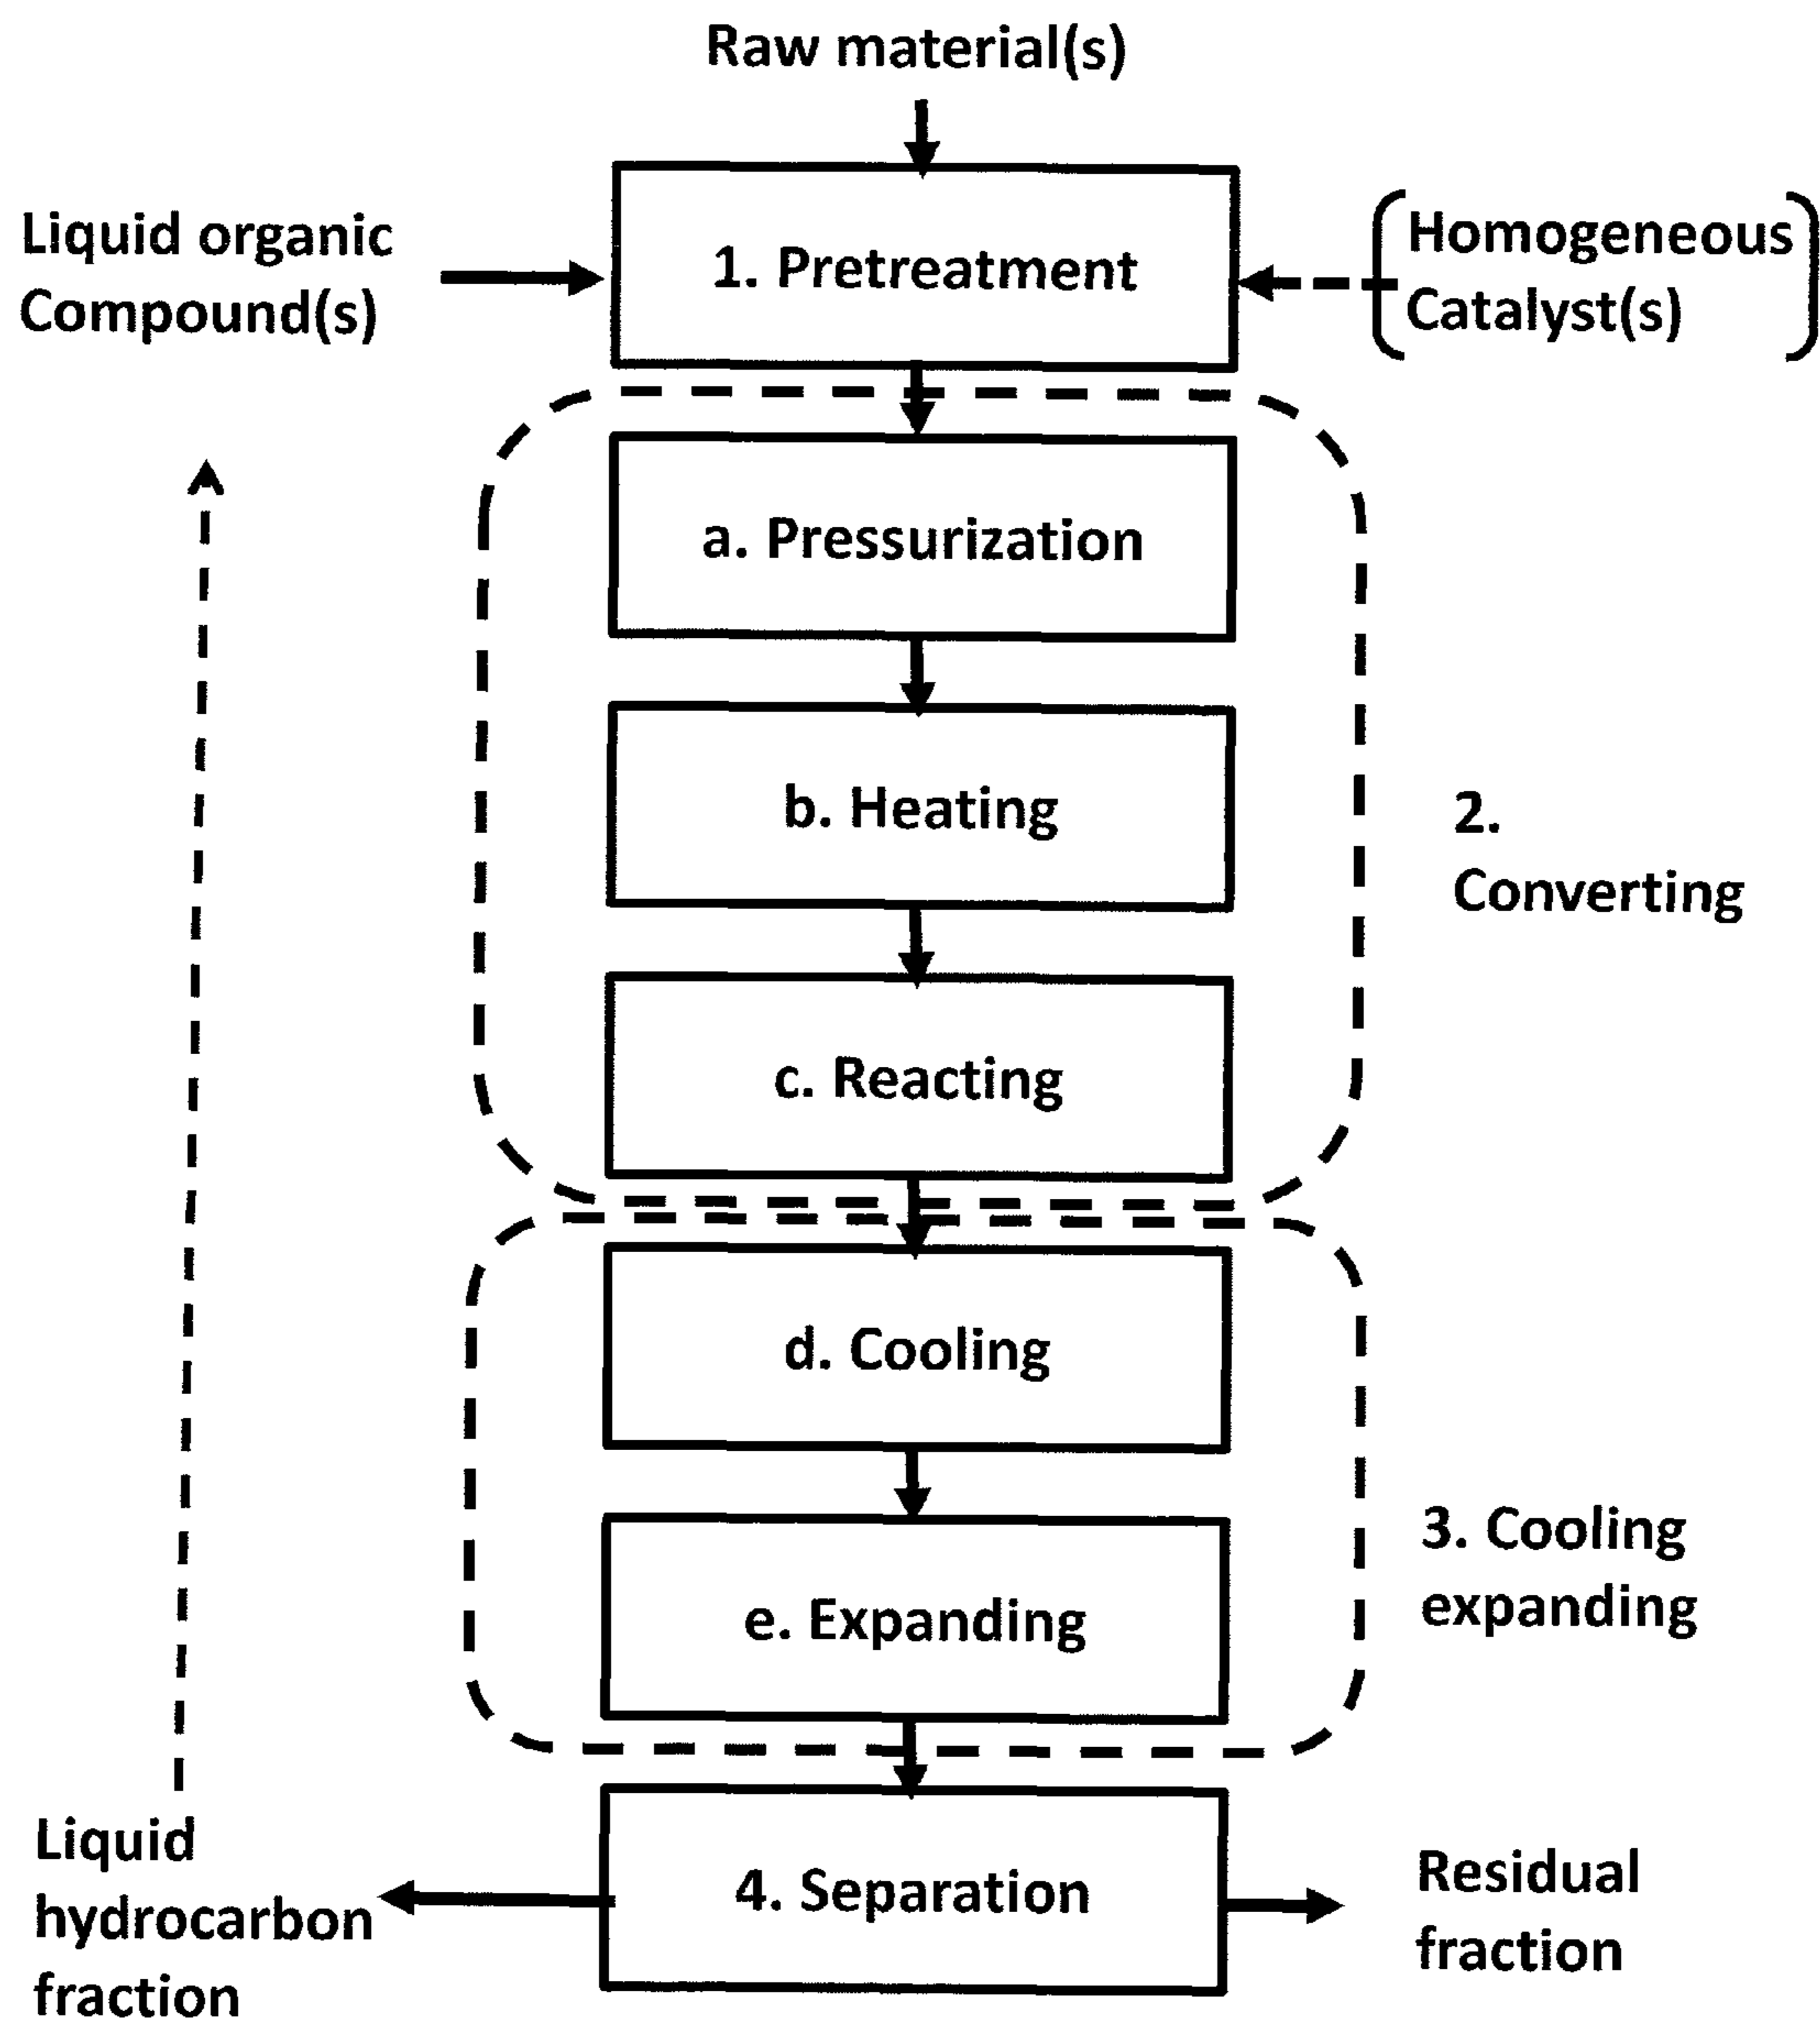 Raw material(s)
Liquid organic
Compound(s)
1. Pretreatment
Homogeneous
Catalyst(s)
a. Pressurization
b. Heating
2.
Converting
c. Reacting
d. Cooling
e. Expanding
3. Cooling
expanding
Liquid
hydrocarbon
fraction
4. Separation
Residual
fraction